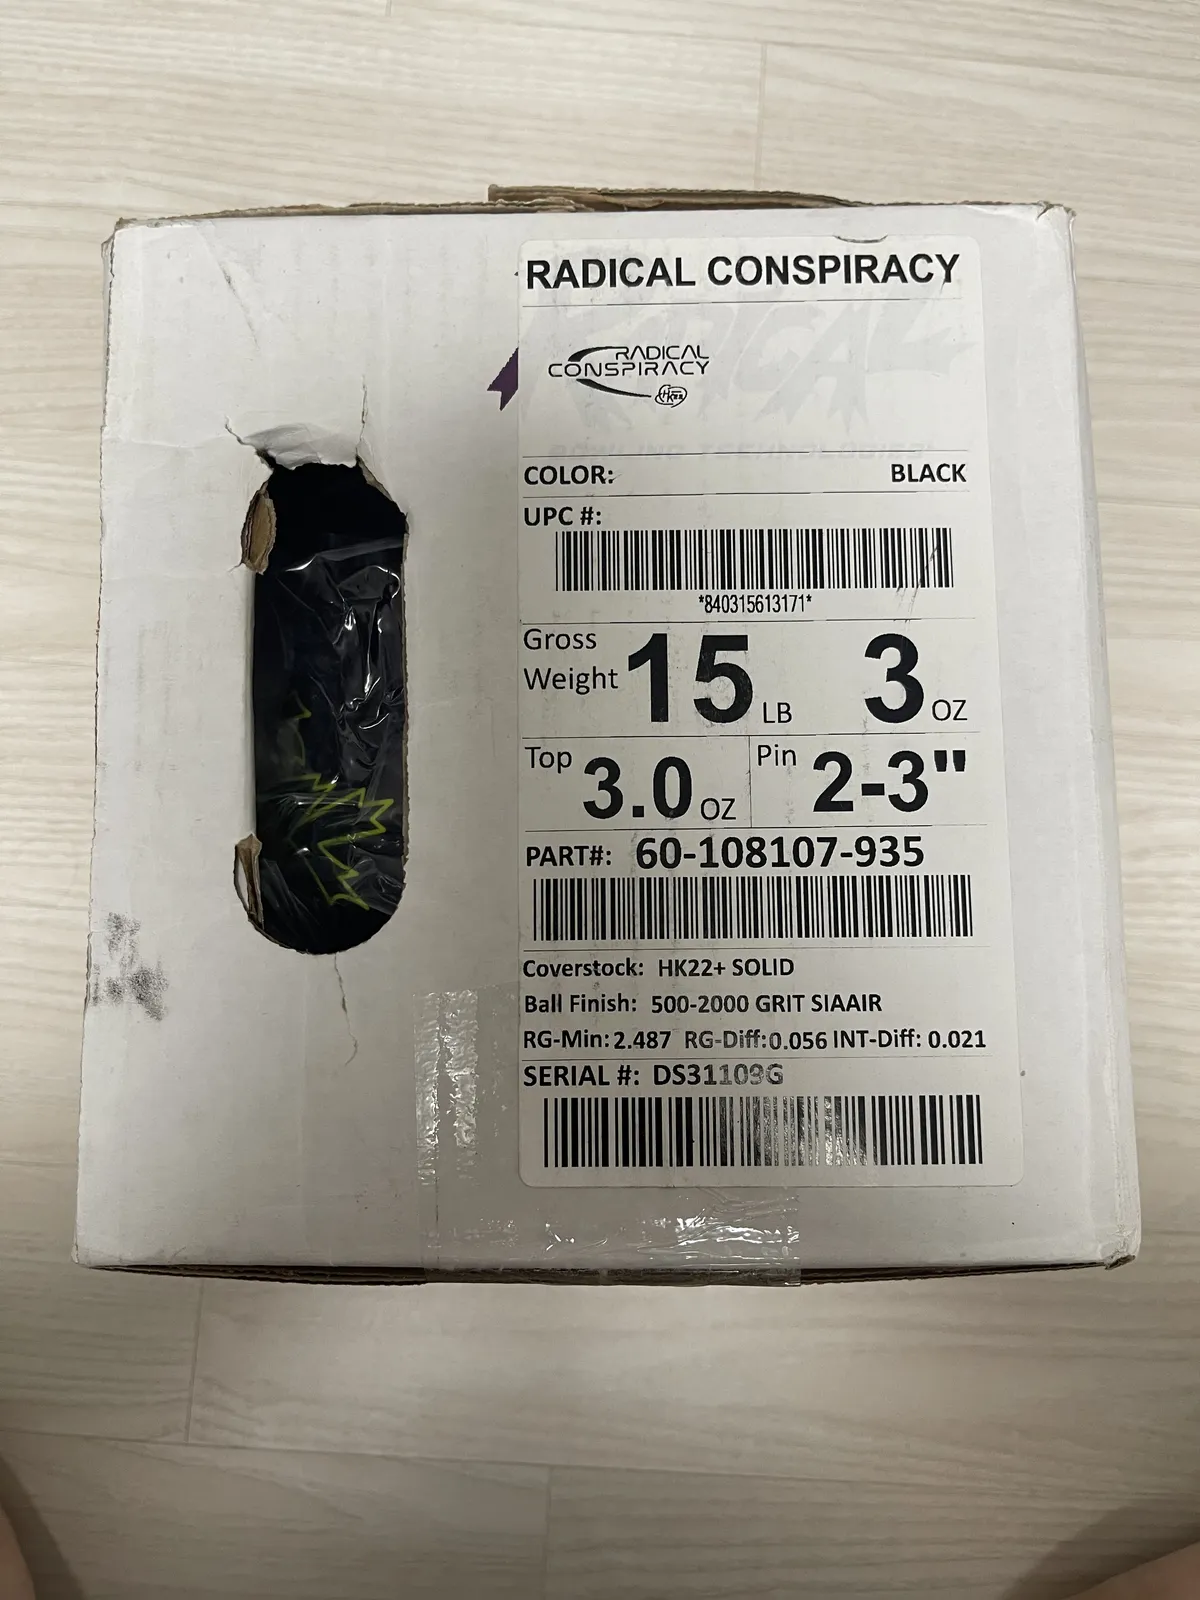 RADICAL CONSPIRACY
RADICAL
CONSPIRACY
HK22
COLOR: BLACK
UPC #:
*840315613171*
Gross Weight 15 LB 3 OZ
Top 3.0 OZ Pin 2-3"
PART#: 60-108107-935
Coverstock: HK22+ SOLID
Ball Finish: 500-2000 GRIT SIAAIR
RG-Min: 2.487 RG-Diff: 0.056 INT-Diff: 0.021
SERIAL #: DS31109G